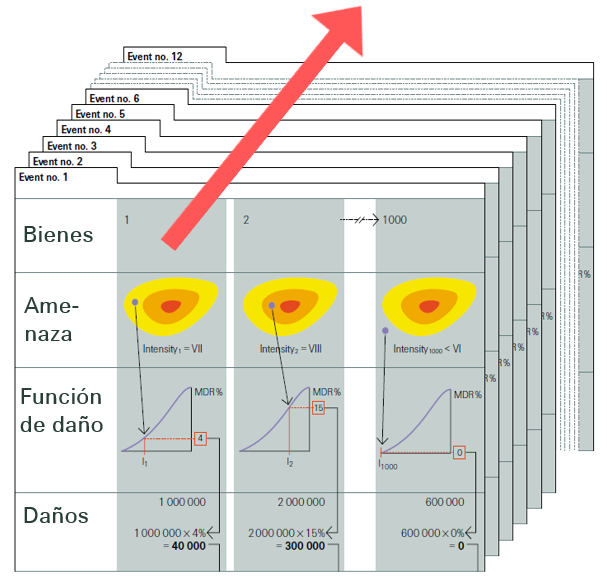 Event no. 12
Event no. 6
Event no. 5
Event no. 4
Event no. 3
Event no. 2
Event no. 1
Bienes
1
2
1000
Ame-
naza
Intensity1 = VII
Intensity2 = VIII
Intensity1000 < VI
Función
de daño
MDR%
4
I1
MDR%
15
I2
MDR%
0
I1000
Daños
1 000 000
1 000 000 × 4%
= 40 000
2 000 000
2 000 000 × 15%
= 300 000
600 000
600 000 × 0%
= 0
R%
R%
R%
R%
R%